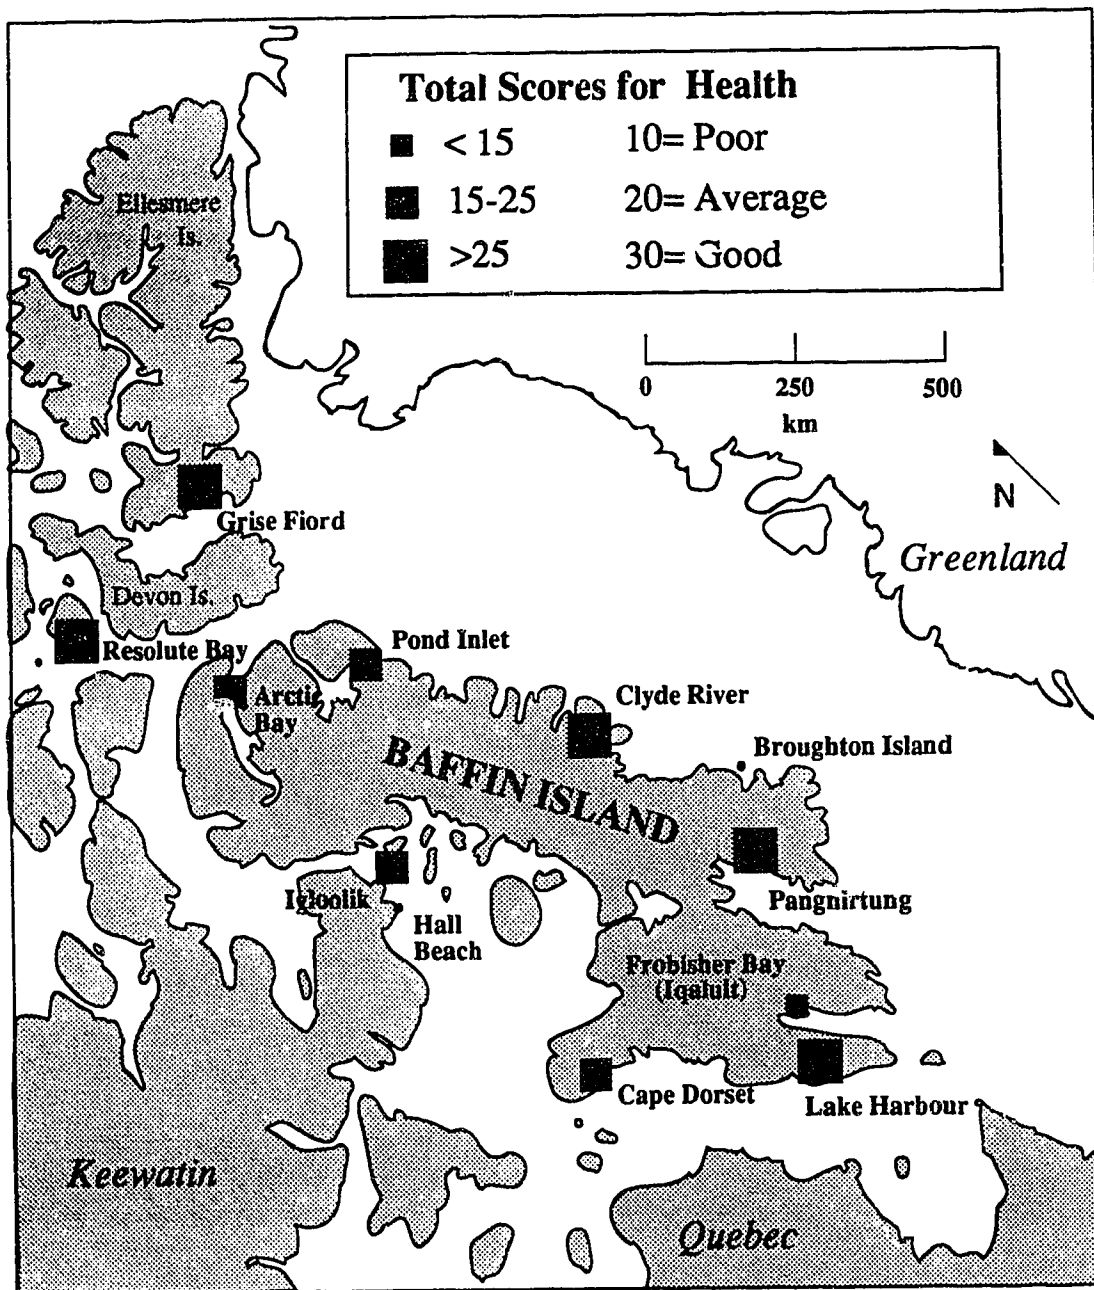 Total Scores for Health
< 15 10= Poor
15-25 20= Average
>25 30= Good
Ellesmere
Is.
0 250 500
km
N
Greenland
Grise Fiord
Devon Is.
Resolute Bay
Pond Inlet
Arctic
Bay
Clyde River
Broughton Island
BAFFIN ISLAND
Igloolik
Hall
Beach
Pangnirtung
Frobisher Bay
(Iqaluit)
Cape Dorset
Lake Harbour
Keewatin
Quebec